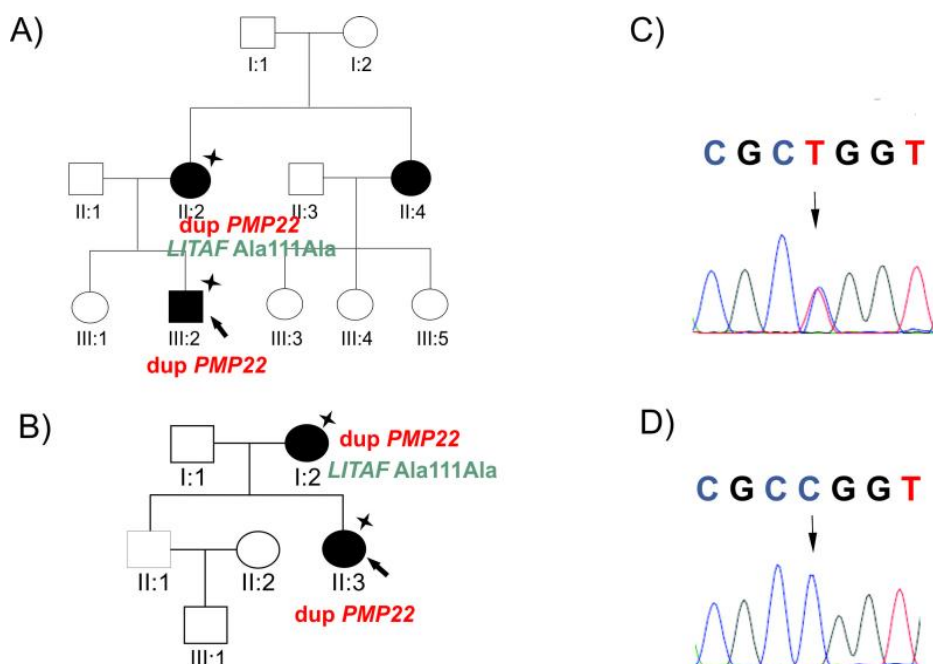 A)
I:1
I:2
II:1
II:2
II:3
II:4
dup PMP22
LITAF Ala111Ala
III:1
III:2
III:3
III:4
III:5
dup PMP22
B)
I:1
I:2
dup PMP22
LITAF Ala111Ala
II:1
II:2
II:3
dup PMP22
III:1
C)
C G C T G G T
D)
C G C C G G T